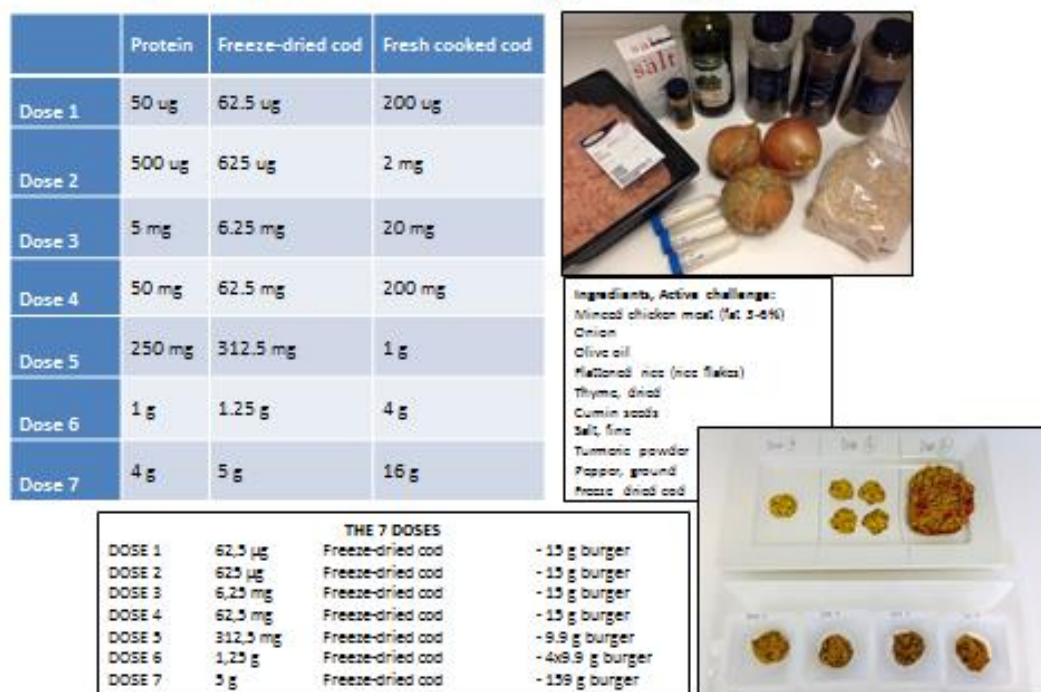 Protein Freeze-dried cod Fresh cooked cod
Dose 1 50 ug 62.5 ug 200 ug
Dose 2 500 ug 625 ug 2 mg
Dose 3 5 mg 6.25 mg 20 mg
Dose 4 50 mg 62.5 mg 200 mg
Dose 5 250 mg 312.5 mg 1 g
Dose 6 1 g 1.25 g 4 g
Dose 7 4 g 5 g 16 g
salt
Ingredients, Active challenge:
Minced chicken meat (fat 3-6%)
Onion
Olive oil
Flattened rice (rice flakes)
Thyme, dried
Cumin seeds
Salt, fine
Turmeric powder
Pepper, ground
Freeze dried cod
THE 7 DOSES
DOSE 1 62,5 µg Freeze-dried cod - 15 g burger
DOSE 2 625 µg Freeze-dried cod - 15 g burger
DOSE 3 6,25 mg Freeze-dried cod - 15 g burger
DOSE 4 62,5 mg Freeze-dried cod - 15 g burger
DOSE 5 312,5 mg Freeze-dried cod - 9.9 g burger
DOSE 6 1,25 g Freeze-dried cod - 4x9.9 g burger
DOSE 7 5 g Freeze-dried cod - 159 g burger